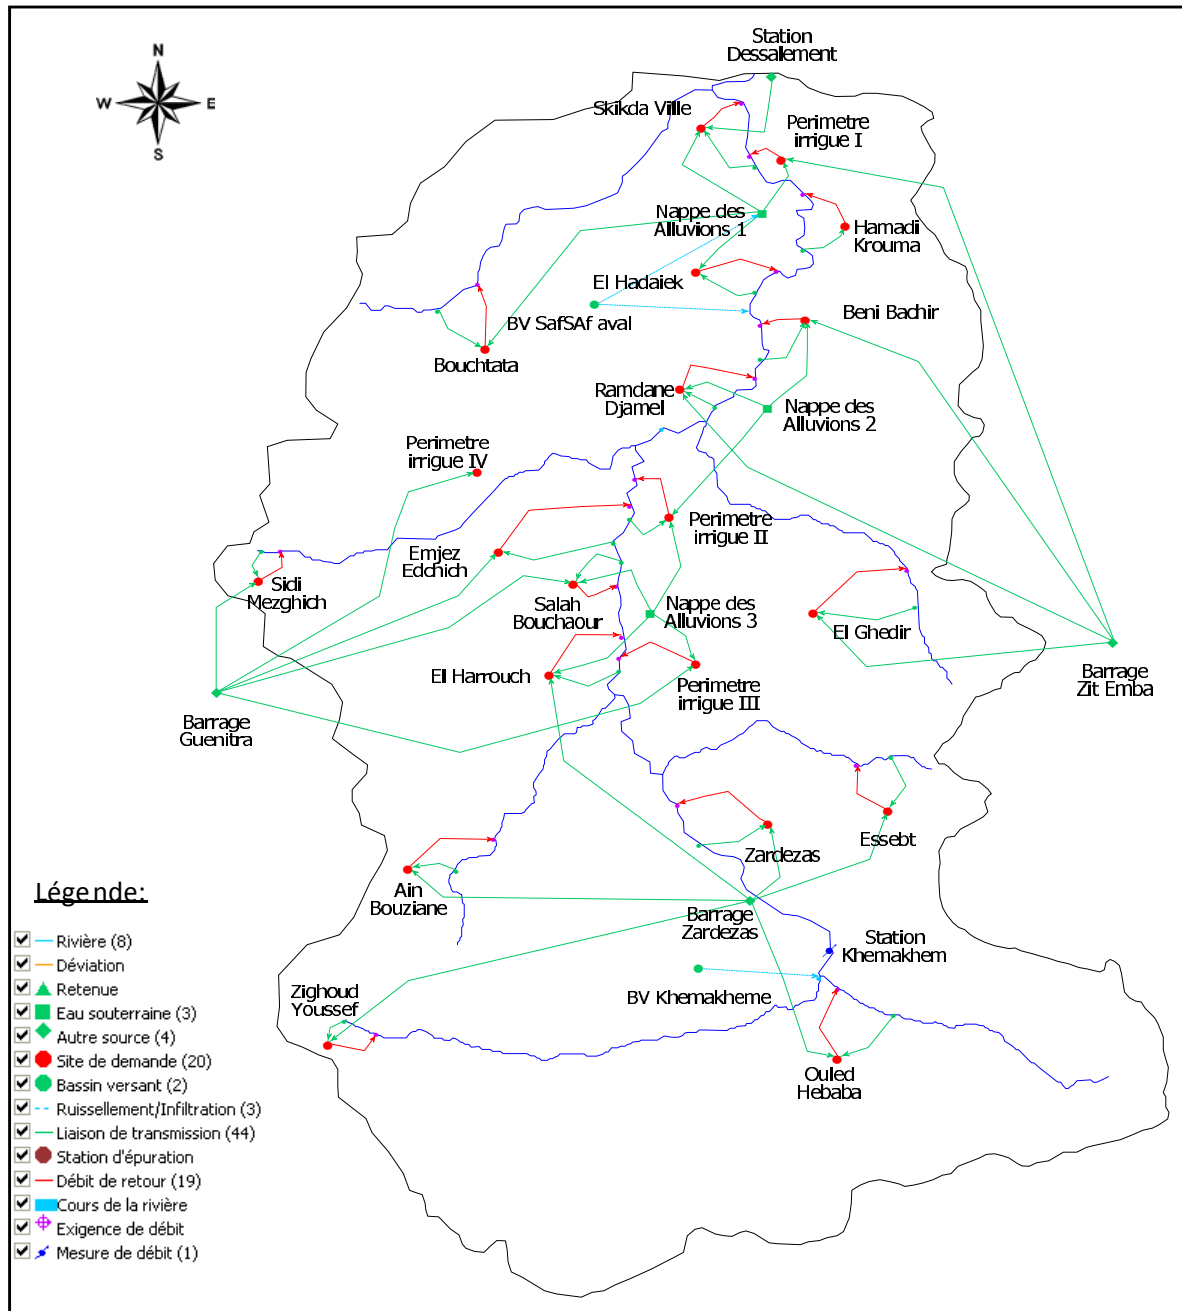 Station
Dessallement
N
W
E
S
Skikda Ville
Perimetre
irrigue I
Nappe des
Alluvions 1
Hamadi
Krouma
El Hadaiek
BV SafSAf aval
Beni Bachir
Bouchtata
Ramdane
Djamel
Nappe des
Alluvions 2
Perimetre
irrigue IV
Perimetre
irrigue II
Emjez
Edchich
Sidi
Mezghich
Salah
Bouchaour
Nappe des
Alluvions 3
El Ghedir
El Harrouch
Perimetre
irrigue III
Barrage
Zit Emba
Barrage
Guenitra
Essebt
Zardezas
Ain
Bouziane
Barrage
Zardezas
Station
Khemakhem
BV Khemakheme
Zighoud
Youssef
Ouled
Hebaba
Légende:
Rivière (8)
Déviation
Retenue
Eau souterraine (3)
Autre source (4)
Site de demande (20)
Bassin versant (2)
Ruissellement/Infiltration (3)
Liaison de transmission (44)
Station d'épuration
Débit de retour (19)
Cours de la rivière
Exigence de débit
Mesure de débit (1)